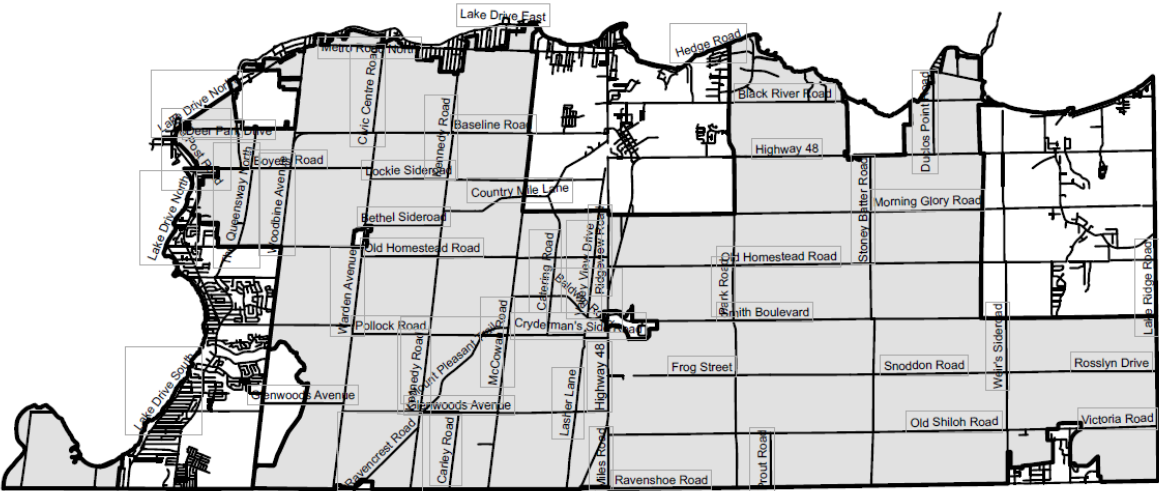 Lake Drive East
Hedge Road
Metro Road North
Civic Centre Road
Lake Drive North
Black River Road
Kennedy Road
Baseline Road
Deer Park Drive
Duclos Point Road
Highway 48
Boyers Road
Lockie Sideroad
Queensway North
Woodbine Avenue
Country Mile Lane
Stoney Batter Road
Morning Glory Road
Lake Drive North
Bethel Sideroad
Old Homestead Road
Ridgeview Road
Catering Road
Old Homestead Road
Park Road
Lake Ridge Road
Warden Avenue
Smith Boulevard
Pollock Road
Cryderman's Side Road
McCowan Road
Mount Pleasant
Kennedy Road
Highway 48
Frog Street
Snoddon Road
Weir's Sideroad
Rosslyn Drive
Lake Drive South
Glenwoods Avenue
Glenwoods Avenue
Lasher Lane
Old Shiloh Road
Victoria Road
Ravencrest Road
Carley Road
Miles Road
Ravenshoe Road
Prout Road